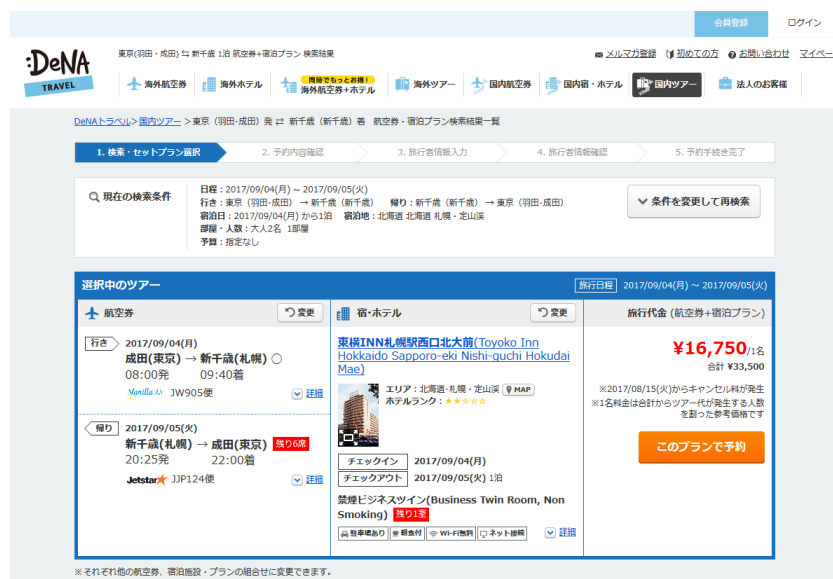 会員登録 ログイン
:DeNA
TRAVEL
東京(羽田・成田) ⇆ 新千歳 1泊 航空券+宿泊プラン 検索結果
メルマガ登録 初めての方 お問い合わせ マイペー
海外航空券
海外ホテル
同時でもっとお得！
海外航空券+ホテル
海外ツアー
国内航空券
国内宿・ホテル
国内ツアー
法人のお客様
DeNAトラベル>国内ツアー >東京（羽田・成田）発 ⇄ 新千歳（新千歳）着 航空券・宿泊プラン検索結果一覧
1. 検索・セットプラン選択
2. 予約内容確認
3. 旅行者情報入力
4. 旅行者情報確認
5. 予約手続き完了
現在の検索条件
日程：2017/09/04(月) ~ 2017/09/05(火)
行き：東京（羽田・成田） → 新千歳（新千歳） 帰り：新千歳（新千歳） → 東京（羽田・成田）
宿泊日：2017/09/04(月) から1泊 宿泊地：北海道 北海道 札幌・定山渓
部屋・人数：大人2名 1部屋
予算：指定なし
条件を変更して再検索
選択中のツアー
旅行日程 2017/09/04(月) ~ 2017/09/05(火)
航空券 変更
行き 2017/09/04(月)
成田(東京) → 新千歳(札幌) ○
08:00発 09:40着
Vanilla Air JW905便 詳細
帰り 2017/09/05(火)
新千歳(札幌) → 成田(東京) 残り6席
20:25発 22:00着
Jetstar JJP124便 詳細
宿・ホテル 変更
東横INN札幌駅西口北大前(Toyoko Inn
Hokkaido Sapporo-eki Nishi-guchi Hokudai
Mae)
エリア：北海道・札幌・定山渓 MAP
ホテルランク：★★☆☆☆
チェックイン 2017/09/04(月)
チェックアウト 2017/09/05(火) 1泊
禁煙ビジネスツイン(Business Twin Room, Non
Smoking) 残り1室
駐車場あり 朝食付 Wi-Fi無料 ネット接続 詳細
旅行代金 (航空券+宿泊プラン)
¥16,750/1名
合計 ¥33,500
※2017/08/15(火)からキャンセル料が発生
※1名料金は合計からツアー代が発生する人数
を割った参考価格です
このプランで予約
※それぞれ他の航空券、宿泊施設・プランの組合せに変更できます。